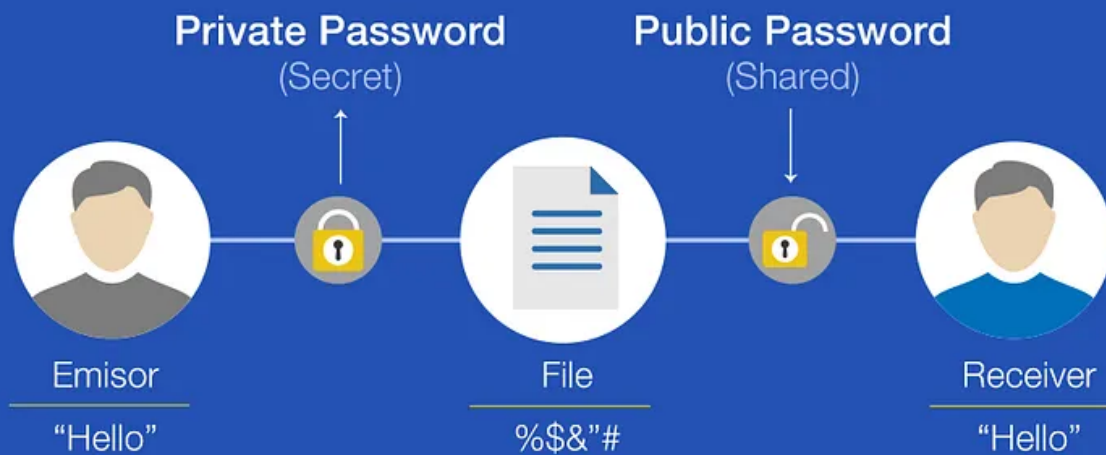 Private Password
(Secret)
Public Password
(Shared)
Emisor
"Hello"
File
%$&”#
Receiver
“Hello”